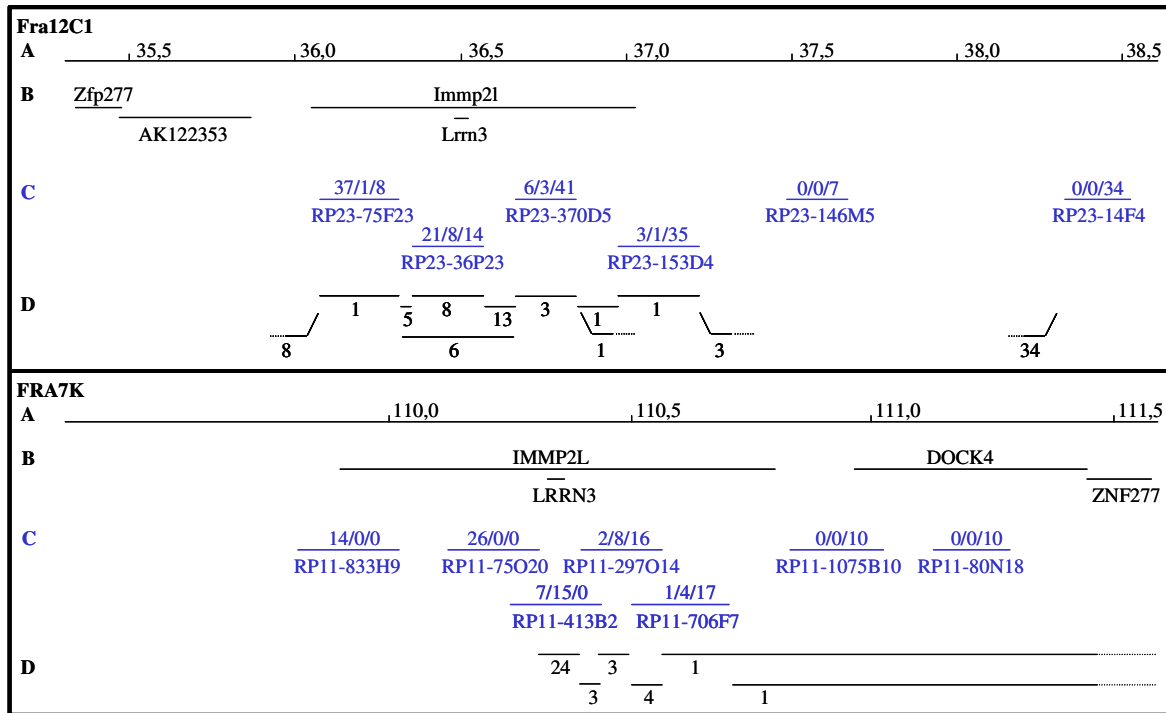 Fra12C1
A 35,5 36,0 36,5 37,0 37,5 38,0 38,5
B Zfp277 Immp2l
AK122353 Lrrn3
C 37/1/8 6/3/41 0/0/7 0/0/34
RP23-75F23 RP23-370D5 RP23-146M5 RP23-14F4
21/8/14 3/1/35
RP23-36P23 RP23-153D4
D 1 5 8 13 3 1 1
8 6 1 3 34
FRA7K
A 110,0 110,5 111,0 111,5
B IMMP2L DOCK4
LRRN3 ZNF277
C 14/0/0 26/0/0 2/8/16 0/0/10 0/0/10
RP11-833H9 RP11-75O20 RP11-297O14 RP11-1075B10 RP11-80N18
7/15/0 1/4/17
RP11-413B2 RP11-706F7
D 24 3 1
3 4 1